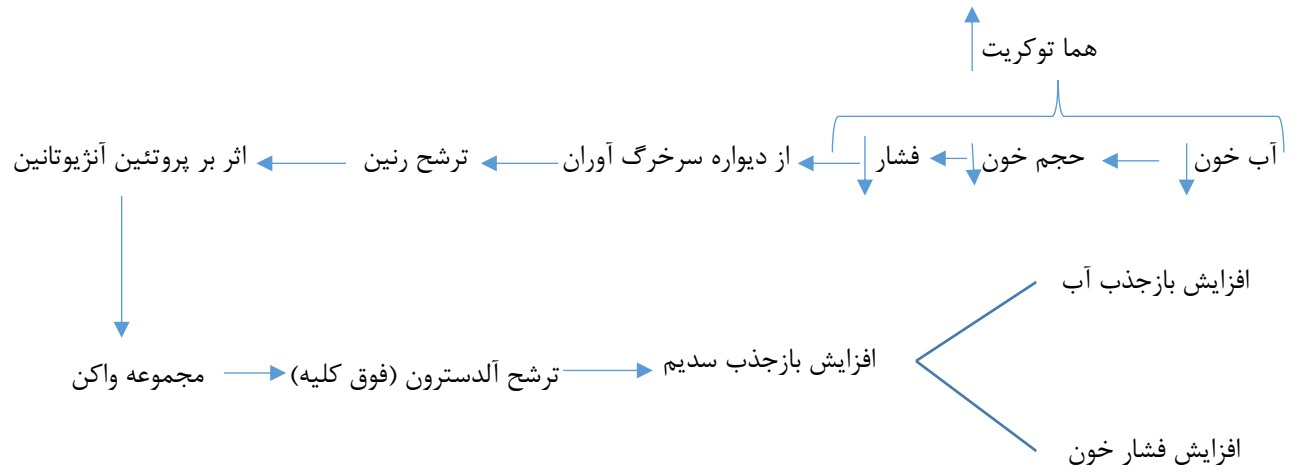 هما توکریت
آب خون
حجم خون
فشار
از دیواره سرخرگ آوران
ترشح رنین
اثر بر پروتئین آنژیوتانین
مجموعه واکن
ترشح آلدسترون (فوق کلیه)
افزایش بازجذب سدیم
افزایش بازجذب آب
افزایش فشار خون